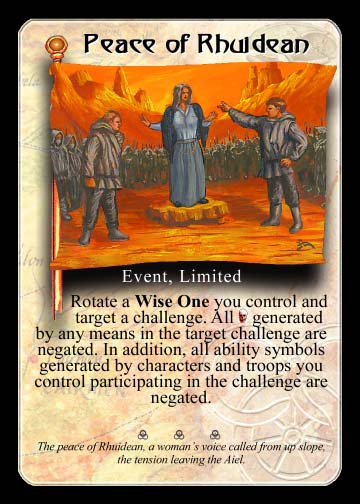 Peace of Rhuidean
Event, Limited
Rotate a Wise One you control and
target a challenge. All generated
by any means in the target challenge are
negated. In addition, all ability symbols
generated by characters and troops you
control participating in the challenge are
negated.
The peace of Rhuidean, a woman's voice called from up slope,
the tension leaving the Aiel.